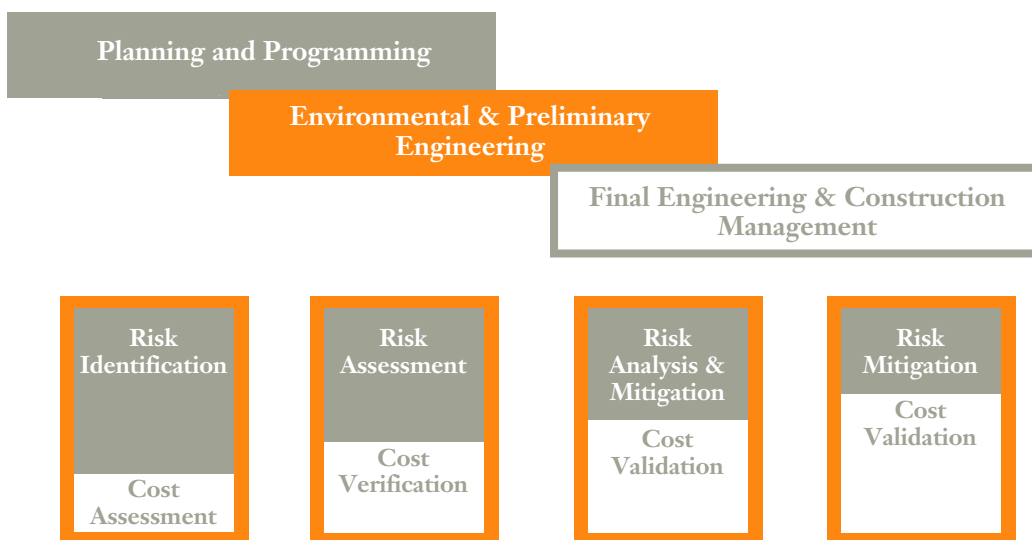 Planning and Programming
Environmental & Preliminary
Engineering
Final Engineering & Construction
Management
Risk
Identification
Cost
Assessment
Risk
Assessment
Cost
Verification
Risk
Analysis &
Mitigation
Cost
Validation
Risk
Mitigation
Cost
Validation